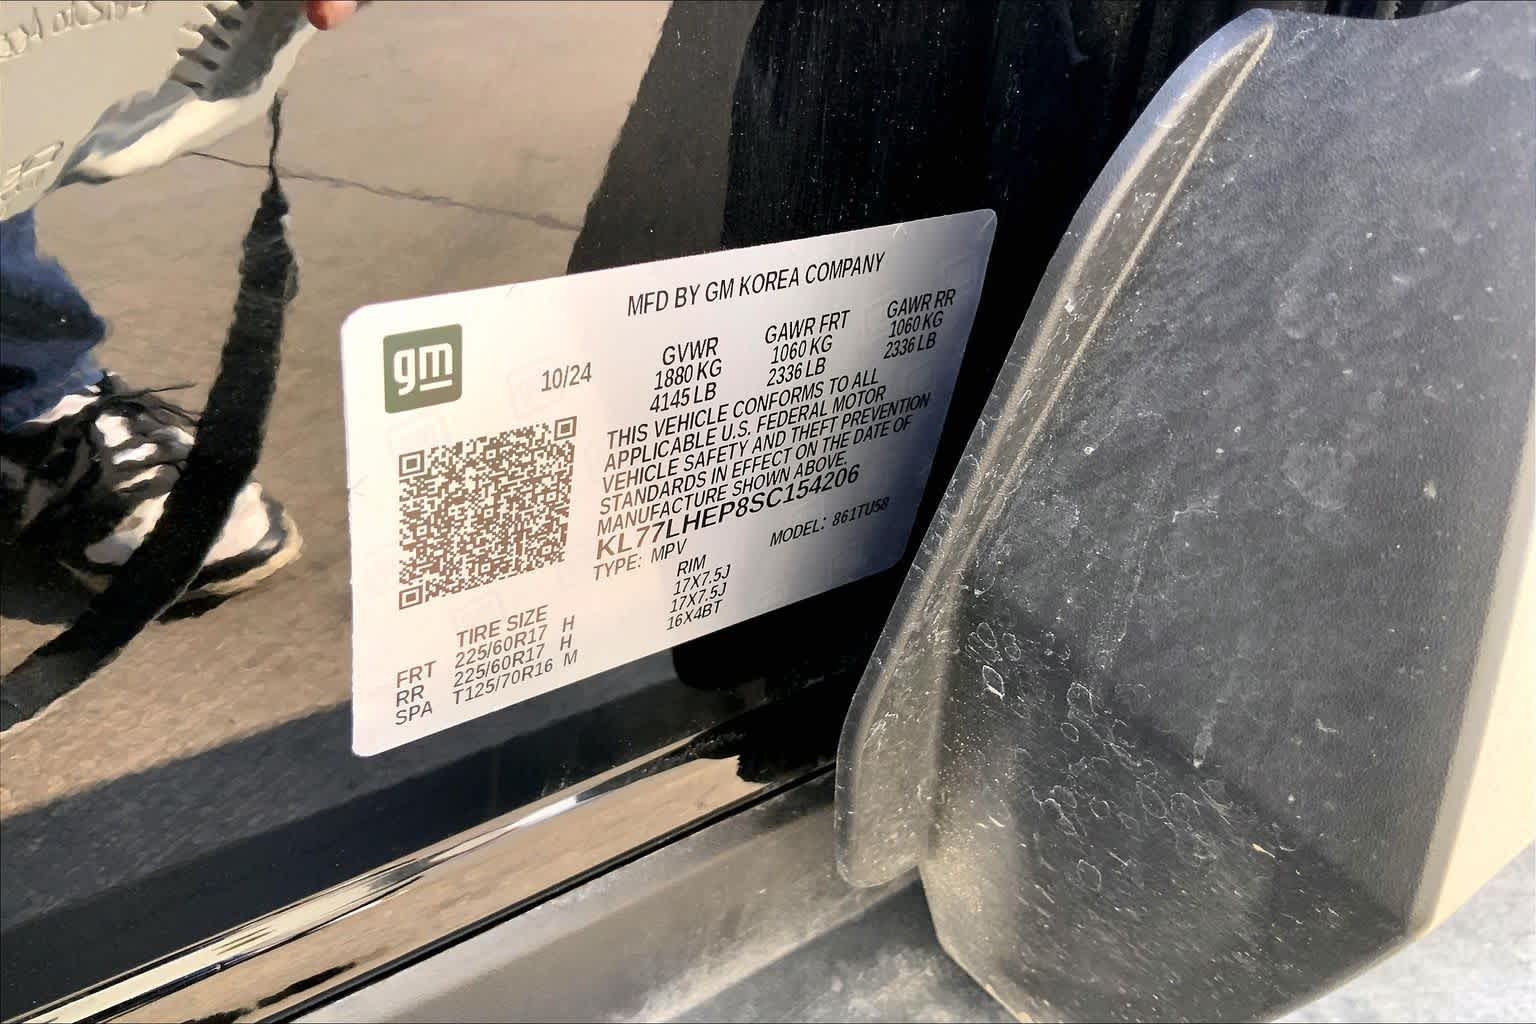 MFD BY GM KOREA COMPANY
gm
10/24
GVWR GAWR FRT GAWR RR
1880 KG 1060 KG 1060 KG
4145 LB 2336 LB 2336 LB
THIS VEHICLE CONFORMS TO ALL
APPLICABLE U.S. FEDERAL MOTOR
VEHICLE SAFETY AND THEFT PREVENTION
STANDARDS IN EFFECT ON THE DATE OF
MANUFACTURE SHOWN ABOVE.
KL77LHEP8SC154206
TYPE: MPV MODEL: 861TU58
TIRE SIZE RIM
FRT 225/60R17 H 17X7.5J
RR 225/60R17 H 17X7.5J
SPA T125/70R16 M 16X4BT